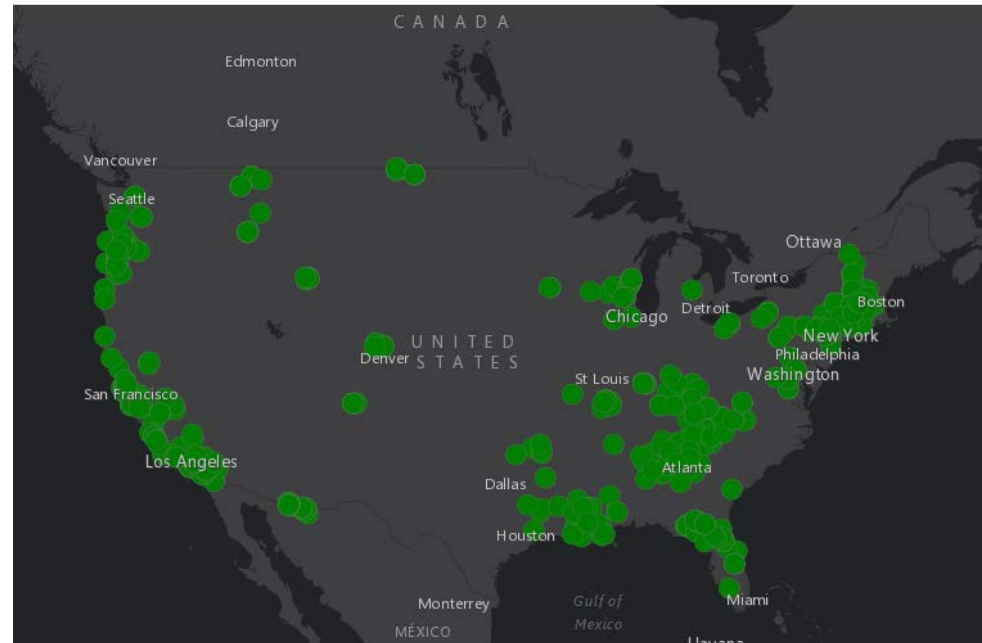 CANADA
Edmonton
Calgary
Vancouver
Seattle
Ottawa
Toronto
Boston
Detroit
Chicago
New York
UNITED
STATES
Denver
Philadelphia
Washington
St Louis
San Francisco
Los Angeles
Atlanta
Dallas
Houston
Miami
Monterrey
Gulf of
Mexico
MÉXICO
Havana